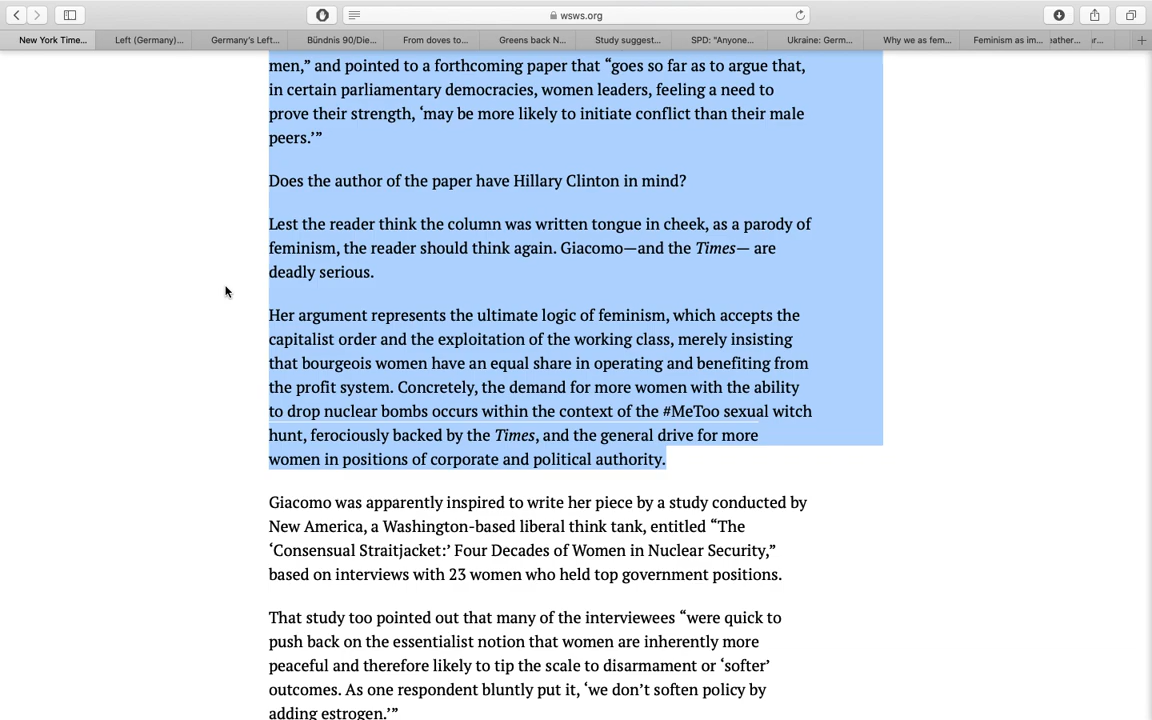 wsws.org
New York Time...
Left (Germany)...
Germany's Left...
Bündnis 90/Die...
From doves to...
Greens back N...
Study suggest...
SPD: "Anyone...
Ukraine: Germ...
Why we as fem...
Feminism as im...
eather...
r...
men,” and pointed to a forthcoming paper that “goes so far as to argue that,
in certain parliamentary democracies, women leaders, feeling a need to
prove their strength, ‘may be more likely to initiate conflict than their male
peers.’”
Does the author of the paper have Hillary Clinton in mind?
Lest the reader think the column was written tongue in cheek, as a parody of
feminism, the reader should think again. Giacomo—and the Times— are
deadly serious.
Her argument represents the ultimate logic of feminism, which accepts the
capitalist order and the exploitation of the working class, merely insisting
that bourgeois women have an equal share in operating and benefiting from
the profit system. Concretely, the demand for more women with the ability
to drop nuclear bombs occurs within the context of the #MeToo sexual witch
hunt, ferociously backed by the Times, and the general drive for more
women in positions of corporate and political authority.
Giacomo was apparently inspired to write her piece by a study conducted by
New America, a Washington-based liberal think tank, entitled “The
‘Consensual Straitjacket:’ Four Decades of Women in Nuclear Security,”
based on interviews with 23 women who held top government positions.
That study too pointed out that many of the interviewees “were quick to
push back on the essentialist notion that women are inherently more
peaceful and therefore likely to tip the scale to disarmament or ‘softer’
outcomes. As one respondent bluntly put it, ‘we don’t soften policy by
adding estrogen.’”